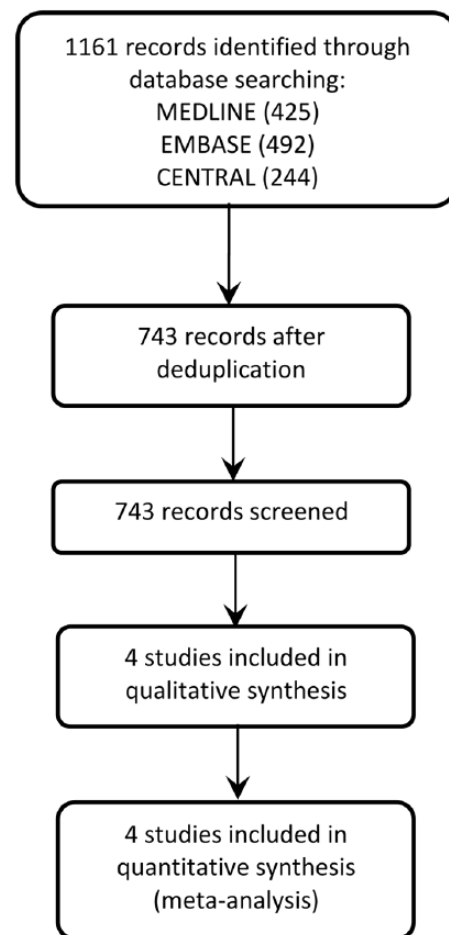 1161 records identified through
database searching:
MEDLINE (425)
EMBASE (492)
CENTRAL (244)
743 records after
deduplication
743 records screened
4 studies included in
qualitative synthesis
4 studies included in
quantitative synthesis
(meta-analysis)